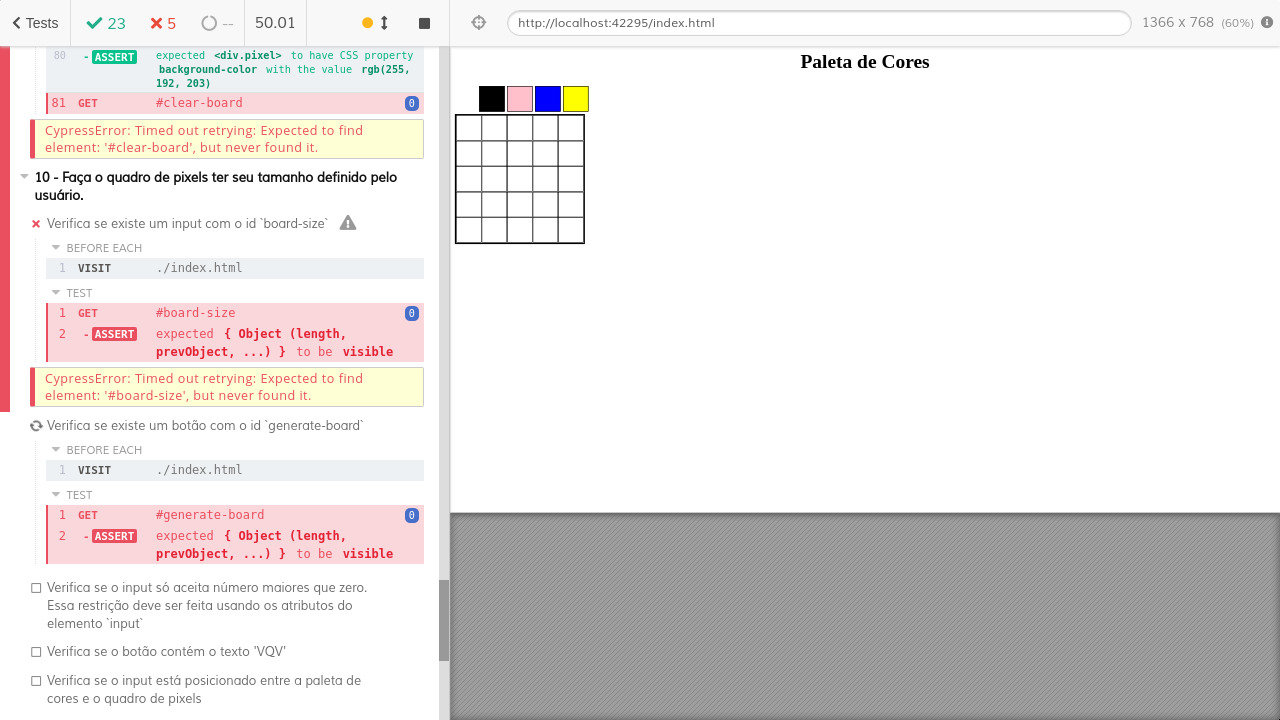 Tests 23 5 -- 50.01 http://localhost:42295/index.html 1366 x 768 (60%)
80 - ASSERT expected <div.pixel> to have CSS property
background-color with the value rgb(255,
192, 203)
81 GET #clear-board 0
CypressError: Timed out retrying: Expected to find
element: '#clear-board', but never found it.
10 - Faça o quadro de pixels ter seu tamanho definido pelo
usuário.
Verifica se existe um input com o id `board-size`
BEFORE EACH
1 VISIT ./index.html
TEST
1 GET #board-size 0
2 - ASSERT expected { Object (length,
prevObject, ...) } to be visible
CypressError: Timed out retrying: Expected to find
element: '#board-size', but never found it.
Verifica se existe um botão com o id `generate-board`
BEFORE EACH
1 VISIT ./index.html
TEST
1 GET #generate-board 0
2 - ASSERT expected { Object (length,
prevObject, ...) } to be visible
Verifica se o input só aceita número maiores que zero.
Essa restrição deve ser feita usando os atributos do
elemento `input`
Verifica se o botão contém o texto 'VQV'
Verifica se o input está posicionado entre a paleta de
cores e o quadro de pixels
Paleta de Cores